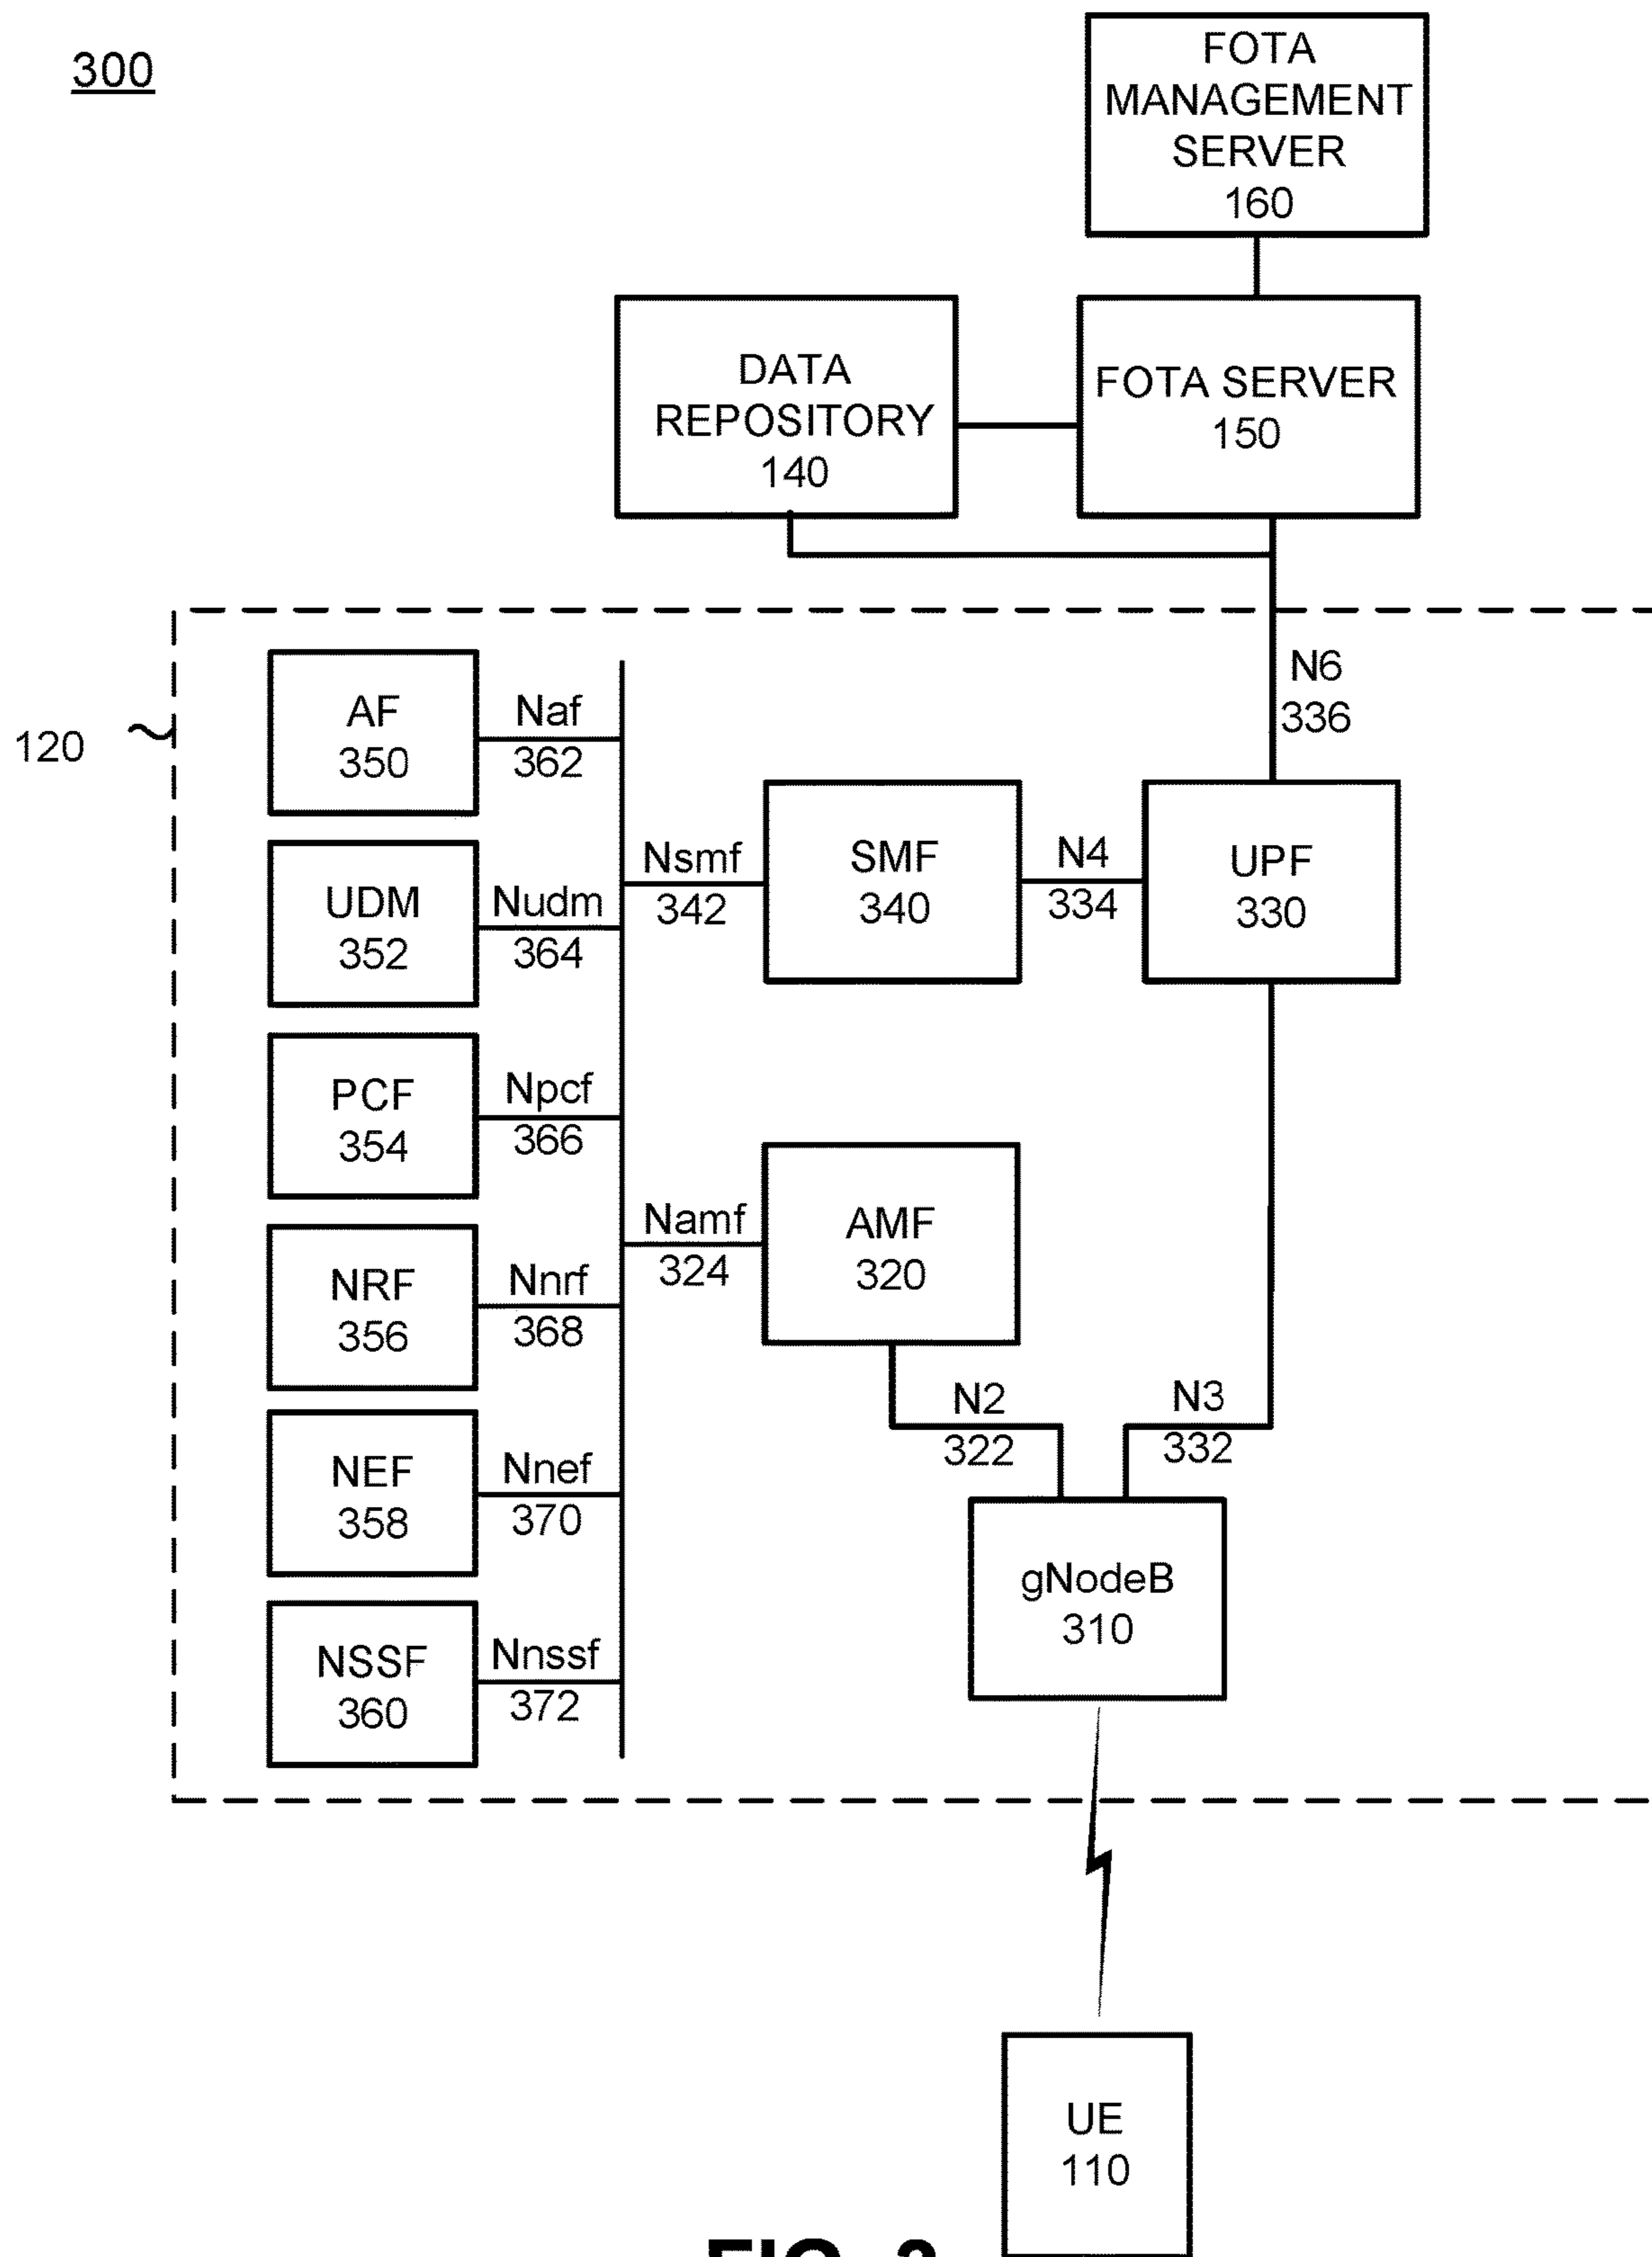 300
FOTA
MANAGEMENT
SERVER
160
DATA
REPOSITORY
140
FOTA SERVER
150
120
N6
336
AF
350
Naf
362
UDM
352
Nudm
364
Nsmf
342
SMF
340
N4
334
UPF
330
PCF
354
Npcf
366
NRF
356
Nnrf
368
Namf
324
AMF
320
N2
322
N3
332
NEF
358
Nnef
370
gNodeB
310
NSSF
360
Nnssf
372
UE
110